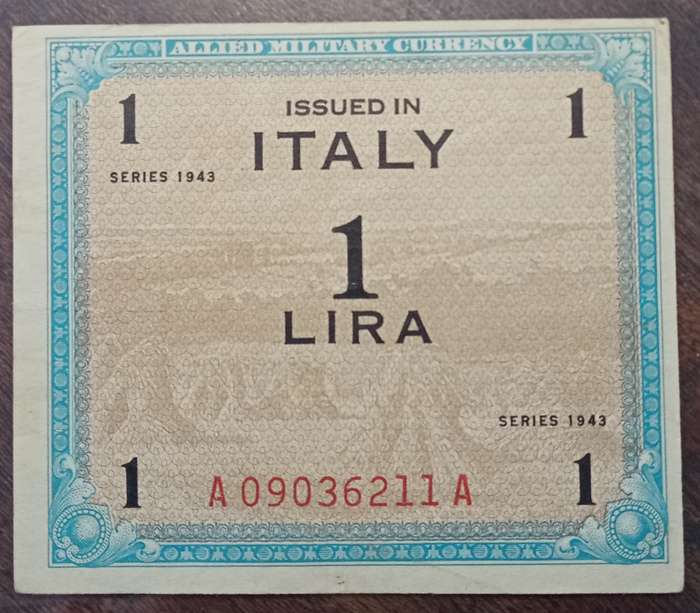 ALLIED MILITARY CURRENCY
1 1
ISSUED IN
ITALY
SERIES 1943
1
LIRA
SERIES 1943
1 1
A 09036211 A